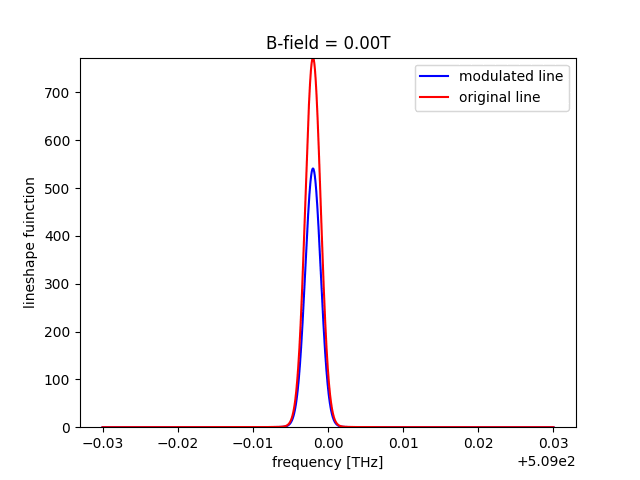 B-field = 0.00T
modulated line
original line
lineshape fuinction
700
600
500
400
300
200
100
0
−0.03 −0.02 −0.01 0.00 0.01 0.02 0.03
frequency [THz]
+5.09e2